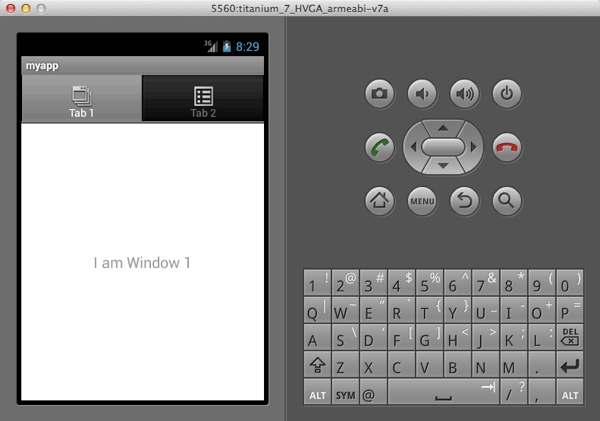 5560:titanium_7_HVGA_armeabi-v7a
3G 8:29
myapp
Tab 1 Tab 2
I am Window 1
MENU
1 ! 2 @ 3 # 4 $ 5 % 6 ^ 7 & 8 * 9 ( 0 )
Q | W ~ E “ R ` T { Y } U _ I - O + P =
A S \ D ‘ F [ G ] H < J > K ; L : DEL
Z X C V B N M .
ALT SYM @ / ? , ALT